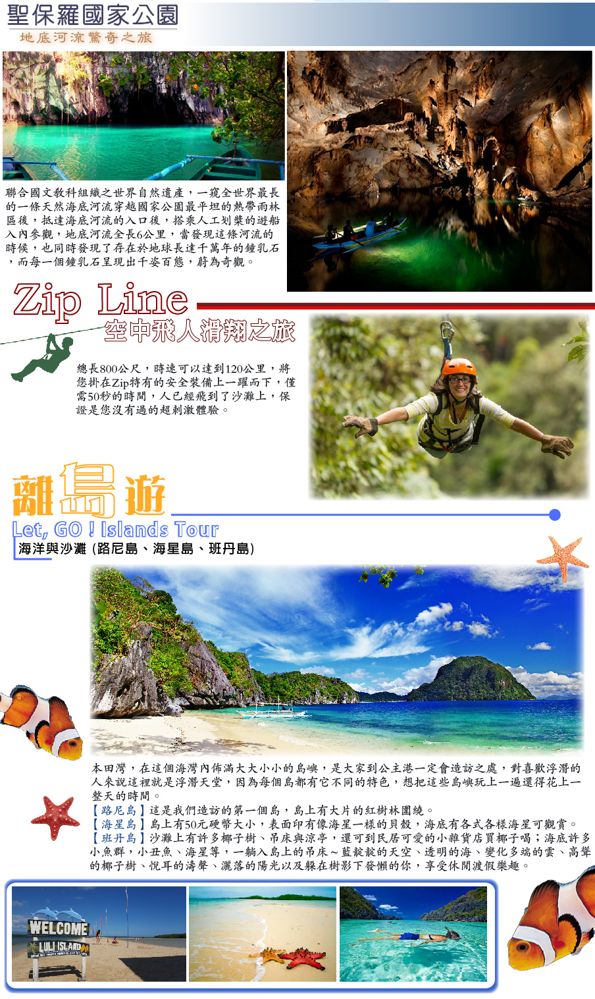 聖保羅國家公園
地底河流驚奇之旅
聯合國文教科組織之世界自然遺產，一窺全世界最長
的一條天然海底河流穿越國家公園最平坦的熱帶雨林
區後，抵達海底河流的入口後，搭乘人工划槳的遊船
入內參觀，地底河流全長6公里，當發現這條河流的
時候，也同時發現了存在於地球長達千萬年的鐘乳石
，而每一個鐘乳石呈現出千姿百態，蔚為奇觀。
Zip Line
空中飛人滑翔之旅
總長800公尺，時速可以達到120公里，將
您掛在Zip特有的安全裝備上一躍而下，僅
需50秒的時間，人已經飛到了沙灘上，保
證是您沒有過的超刺激體驗。
離島遊
Let, GO ! Islands Tour
海洋與沙灘 (路尼島、海星島、班丹島)
本田灣，在這個海灣內佈滿大大小小的島嶼，是大家到公主港一定會造訪之處，對喜歡浮潛的
人來說這裡就是浮潛天堂，因為每個島都有它不同的特色，想把這些島嶼玩上一遍還得花上一
整天的時間。
【路尼島】這是我們造訪的第一個島，島上有大片的紅樹林圍繞。
【海星島】島上有50元硬幣大小，表面印有像海星一樣的貝殼，海底有各式各樣海星可觀賞。
【班丹島】沙灘上有許多椰子樹、吊床與涼亭，還可到民居可愛的小雜貨店買椰子喝；海底許多
小魚群，小丑魚、海星等，一躺入島上的吊床～藍靛靛的天空、透明的海、變化多端的雲、高聳
的椰子樹、悅耳的濤聲、灑落的陽光以及躲在樹影下發懶的你，享受休閒渡假樂趣。
WELCOME
LULI ISLAND